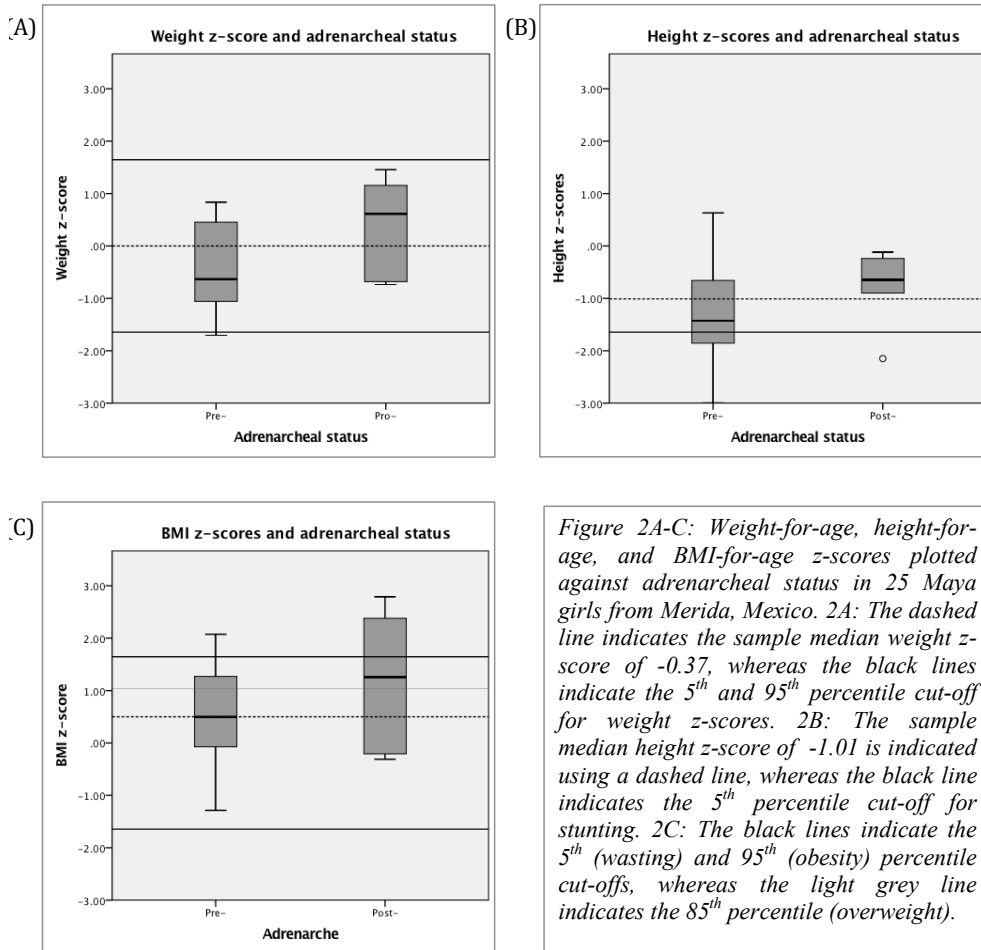 (A)
Weight z-score and adrenarcheal status
3.00
2.00
1.00
.00
-1.00
-2.00
-3.00
Weight z-score
Pre-
Pro-
Adrenarcheal status
(B)
Height z-scores and adrenarcheal status
3.00
2.00
1.00
.00
-1.00
-2.00
-3.00
Height z-scores
Pre-
Post-
Adrenarcheal status
(C)
BMI z-scores and adrenarcheal status
3.00
2.00
1.00
.00
-1.00
-2.00
-3.00
BMI z-score
Pre-
Post-
Adrenarche
Figure 2A-C: Weight-for-age, height-for-
age, and BMI-for-age z-scores plotted
against adrenarcheal status in 25 Maya
girls from Merida, Mexico. 2A: The dashed
line indicates the sample median weight z-
score of -0.37, whereas the black lines
indicate the 5th and 95th percentile cut-off
for weight z-scores. 2B: The sample
median height z-score of -1.01 is indicated
using a dashed line, whereas the black line
indicates the 5th percentile cut-off for
stunting. 2C: The black lines indicate the
5th (wasting) and 95th (obesity) percentile
cut-offs, whereas the light grey line
indicates the 85th percentile (overweight).